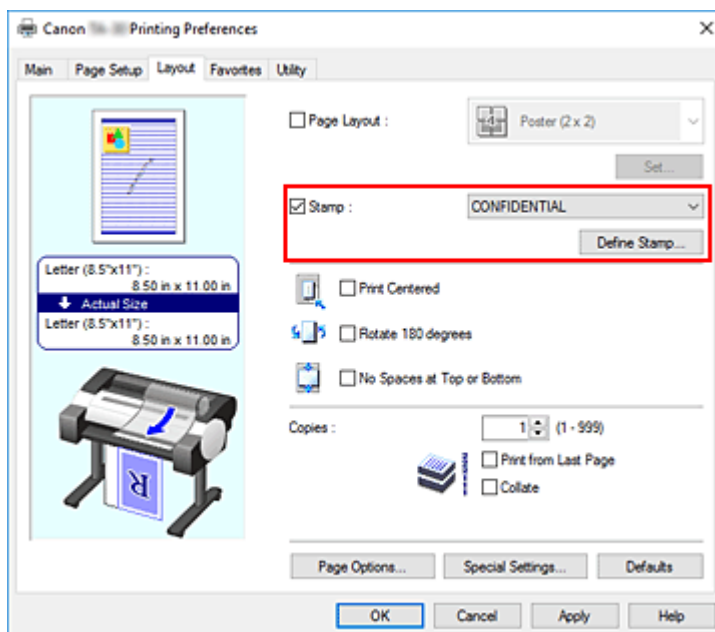 Canon Printing Preferences
Main Page Setup Layout Favorites Utility
Page Layout : Poster (2 x 2)
Set...
Stamp : CONFIDENTIAL
Define Stamp...
Letter (8.5"x11") :
8.50 in x 11.00 in
Actual Size
Letter (8.5"x11") :
8.50 in x 11.00 in
Print Centered
Rotate 180 degrees
No Spaces at Top or Bottom
Copies : 1 (1 - 999)
Print from Last Page
Collate
R
Page Options... Special Settings... Defaults
OK Cancel Apply Help